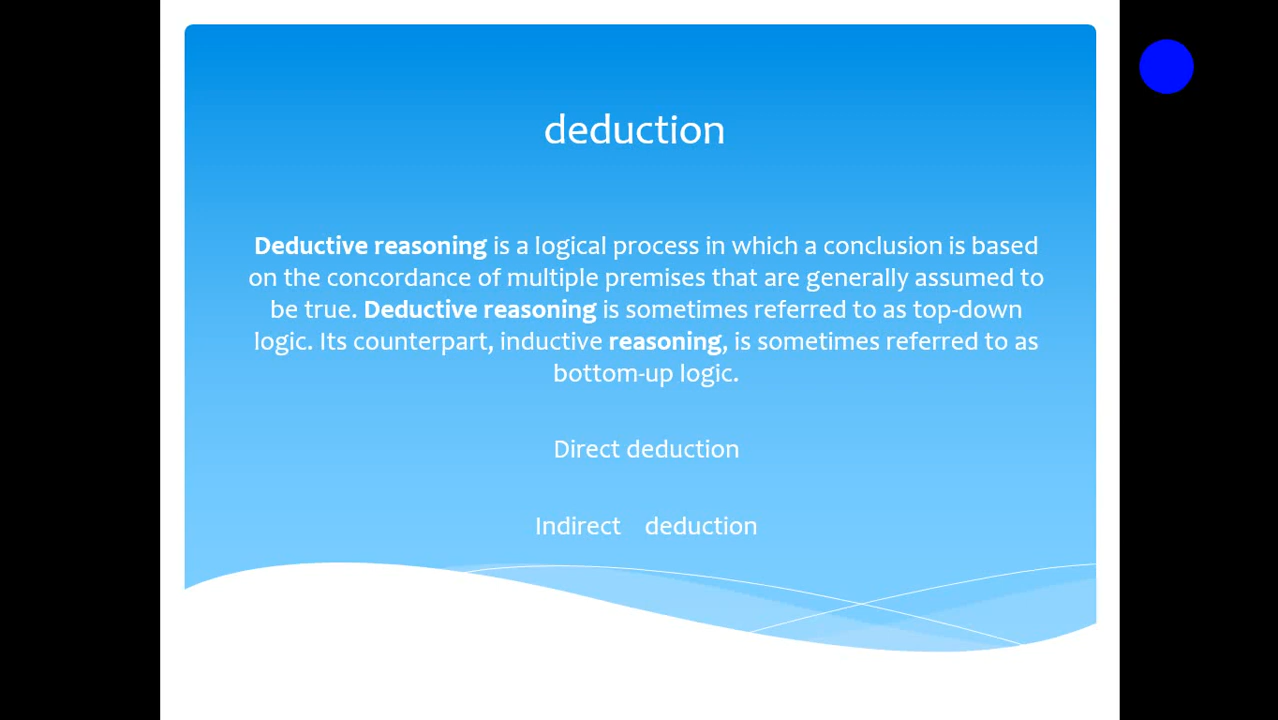 deduction
Deductive reasoning is a logical process in which a conclusion is based
on the concordance of multiple premises that are generally assumed to
be true. Deductive reasoning is sometimes referred to as top-down
logic. Its counterpart, inductive reasoning, is sometimes referred to as
bottom-up logic.
Direct deduction
Indirect deduction